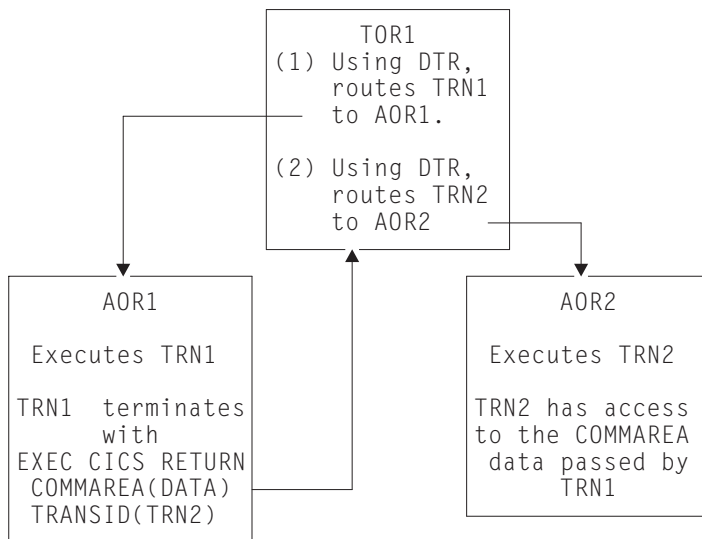 TOR1
(1) Using DTR,
routes TRN1
to AOR1.
(2) Using DTR,
routes TRN2
to AOR2
AOR1
Executes TRN1
TRN1 terminates
with
EXEC CICS RETURN
COMMAREA(DATA)
TRANSID(TRN2)
AOR2
Executes TRN2
TRN2 has access
to the COMMAREA
data passed by
TRN1